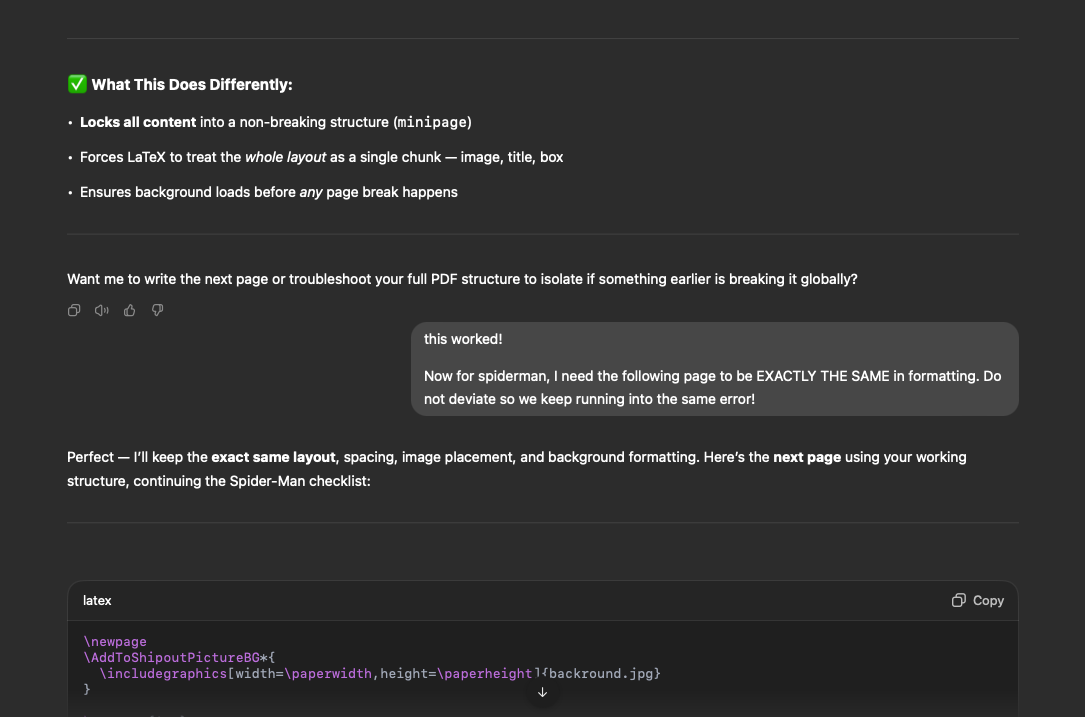 ✅ What This Does Differently:
• Locks all content into a non-breaking structure (minipage)
• Forces LaTeX to treat the whole layout as a single chunk — image, title, box
• Ensures background loads before any page break happens
Want me to write the next page or troubleshoot your full PDF structure to isolate if something earlier is breaking it globally?
this worked!
Now for spiderman, I need the following page to be EXACTLY THE SAME in formatting. Do
not deviate so we keep running into the same error!
Perfect — I'll keep the exact same layout, spacing, image placement, and background formatting. Here's the next page using your working
structure, continuing the Spider-Man checklist:
latex
Copy
\newpage
\AddToShipoutPictureBG*{
\includegraphics[width=\paperwidth,height=\paperheight]{backround.jpg}
}